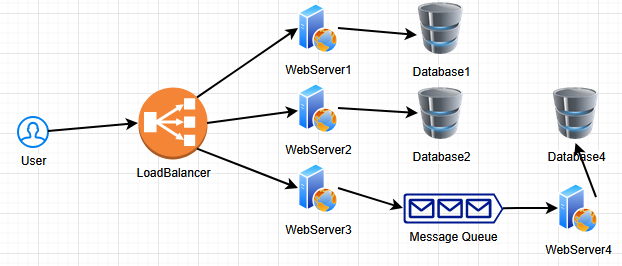 WebServer1
Database1
WebServer2
Database2
Database4
User
LoadBalancer
WebServer3
Message Queue
WebServer4